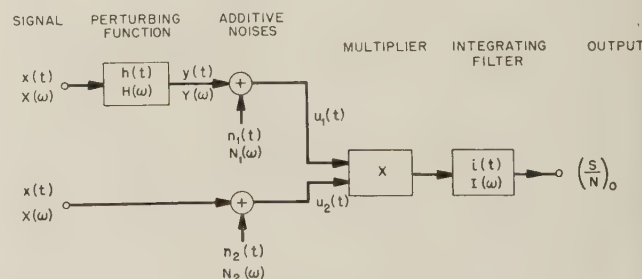 SIGNAL
PERTURBING
FUNCTION
ADDITIVE
NOISES
MULTIPLIER
INTEGRATING
FILTER
OUTPUT
x(t)
X(ω)
h(t)
H(ω)
y(t)
Y(ω)
+
n₁(t)
N₁(ω)
u₁(t)
x(t)
X(ω)
+
n₂(t)
N₂(ω)
u₂(t)
X
i(t)
I(ω)
(S/N)₀